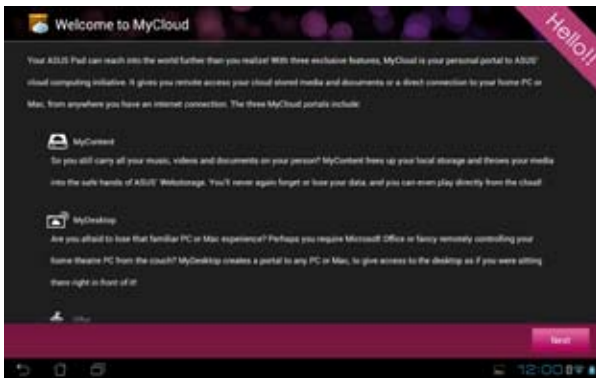 Welcome to MyCloud
Hello!!
Your ASUS Pad can reach into the world further than you realize! With three exclusive features, MyCloud is your personal portal to ASUS'
cloud computing initiative. It gives you remote access your cloud stored media and documents or a direct connection to your home PC or
Mac, from anywhere you have an internet connection. The three MyCloud portals include:
MyContent
So you still carry all your music, videos and documents on your person? MyContent frees up your local storage and throws your media
into the safe hands of ASUS' Webstorage. You'll never again forget or lose your data, and you can even play directly from the cloud!
MyDesktop
Are you afraid to lose that familiar PC or Mac experience? Perhaps you require Microsoft Office or fancy remotely controlling your
home theatre PC from the couch? MyDesktop creates a portal to any PC or Mac, to give access to the desktop as if you were sitting
there right in front of it!
Next
12:00